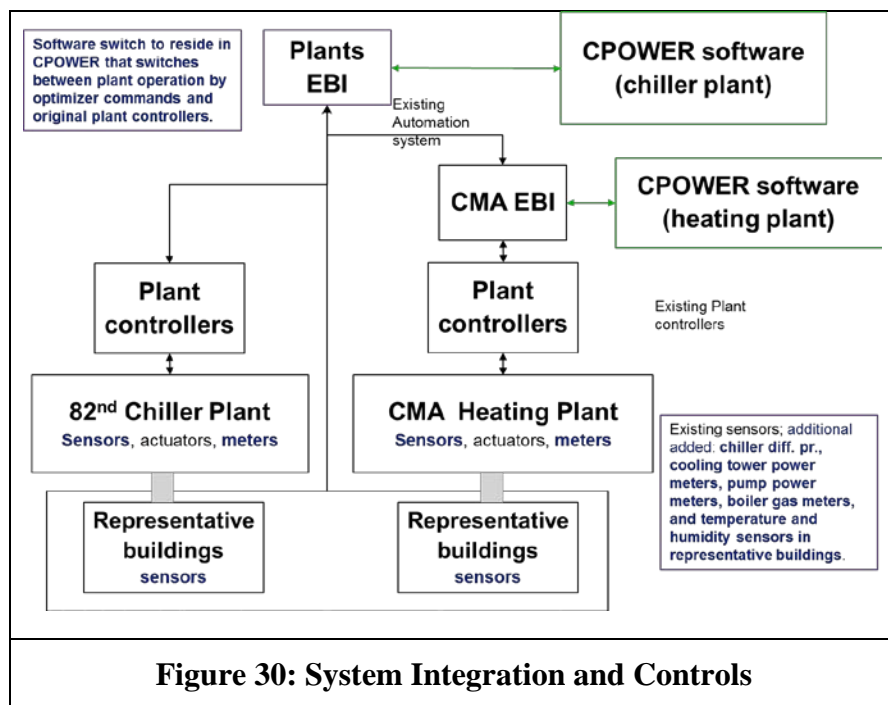 Software switch to reside in
CPOWER that switches
between plant operation by
optimizer commands and
original plant controllers.
Plants
EBI
CPOWER software
(chiller plant)
Existing
Automation
system
CMA EBI
CPOWER software
(heating plant)
Plant
controllers
Plant
controllers
Existing Plant
controllers
82nd Chiller Plant
Sensors, actuators, meters
CMA Heating Plant
Sensors, actuators, meters
Existing sensors; additional
added: chiller diff. pr.,
cooling tower power
meters, pump power
meters, boiler gas meters,
and temperature and
humidity sensors in
representative buildings.
Representative
buildings
sensors
Representative
buildings
sensors
Figure 30: System Integration and Controls